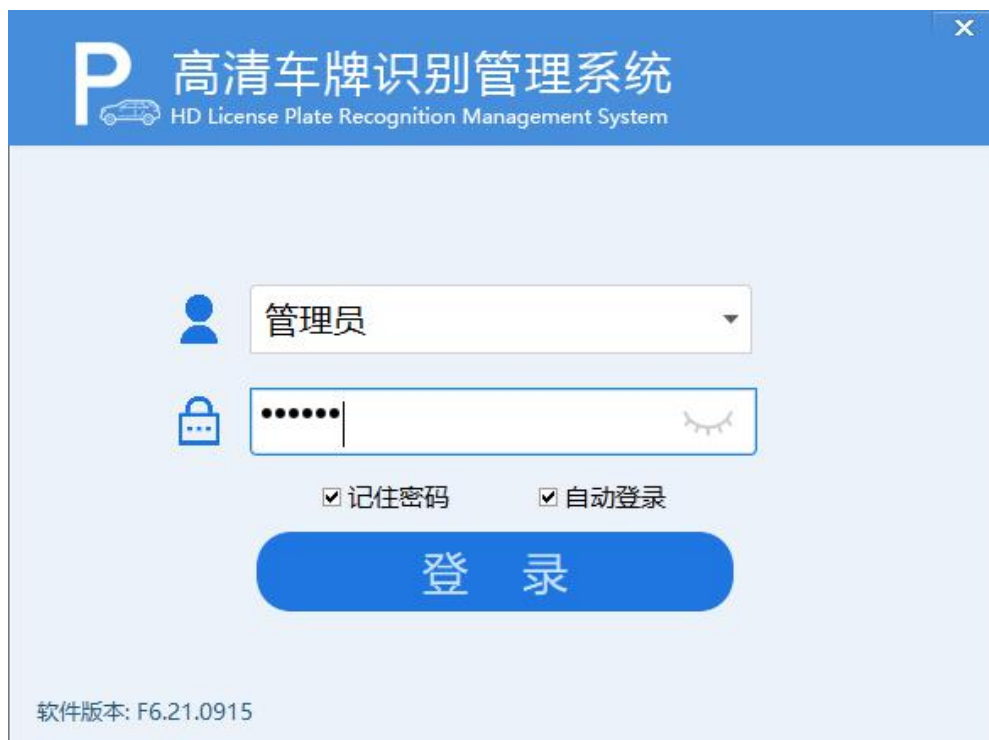 P 高清车牌识别管理系统
HD License Plate Recognition Management System
管理员
••••••
记住密码 自动登录
登 录
软件版本: F6.21.0915